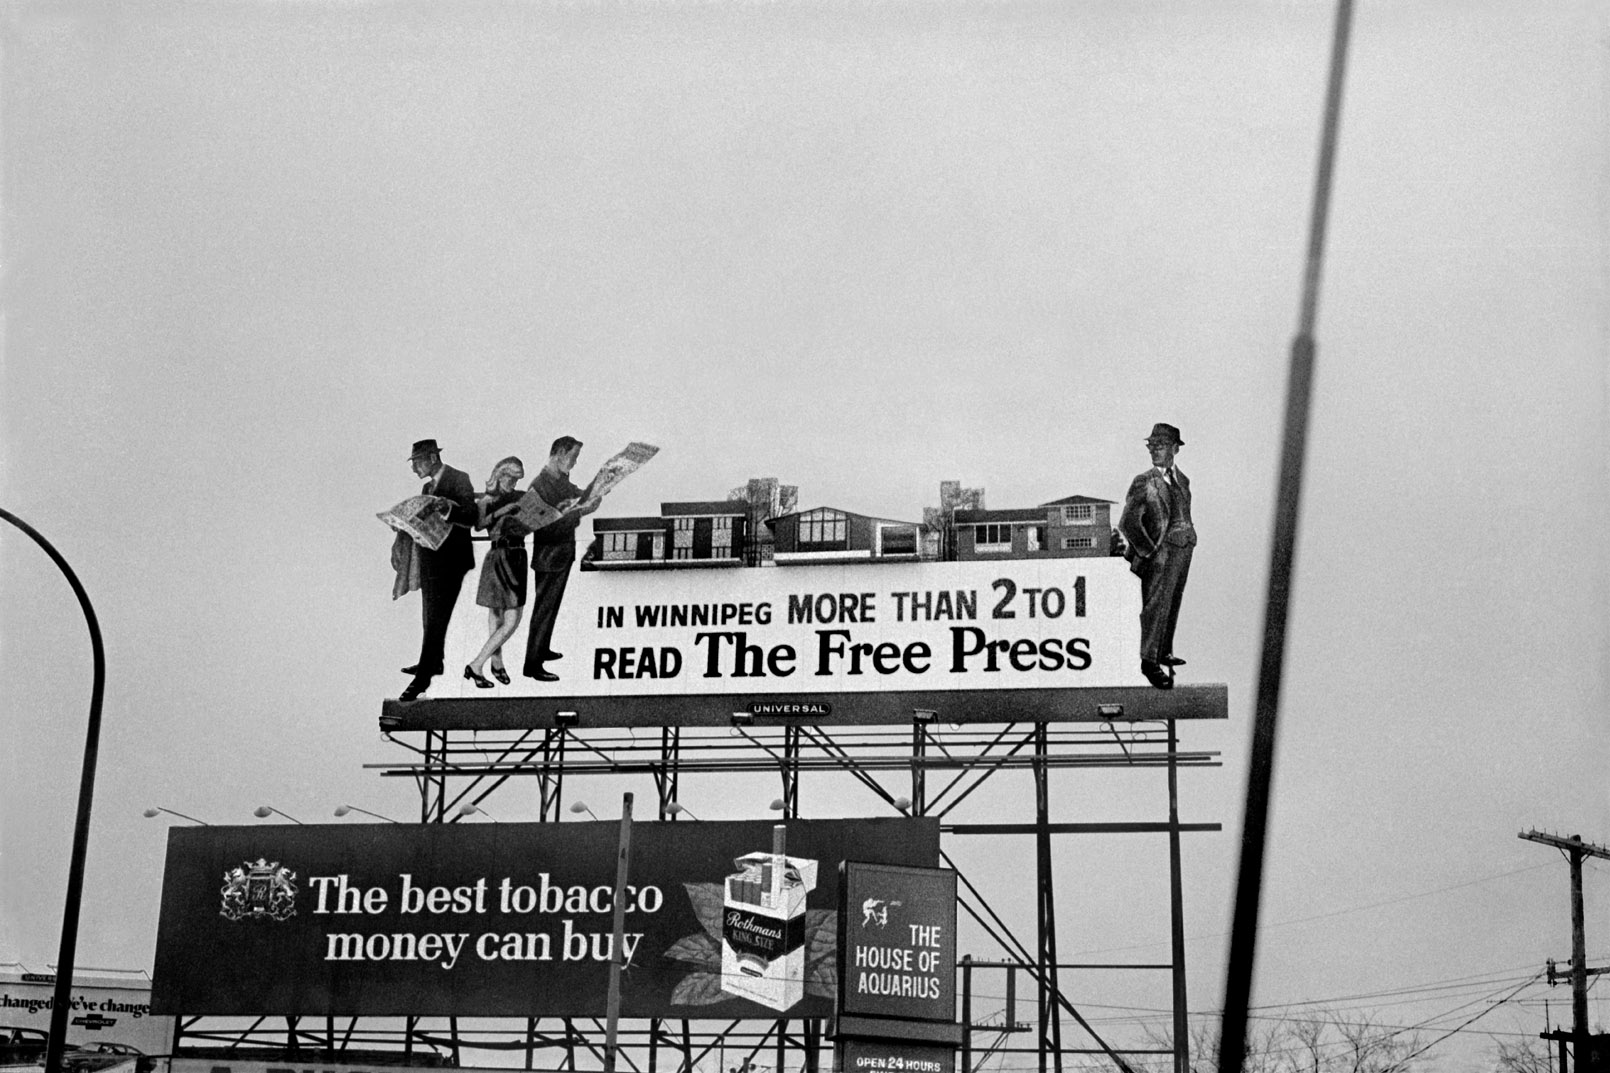 IN WINNIPEG MORE THAN 2 TO 1
READ The Free Press
UNIVERSAL
The best tobacco
money can buy
Rothmans
KING SIZE
THE
HOUSE OF
AQUARIUS
OPEN 24 HOURS
changed We've change
CHEVROLET